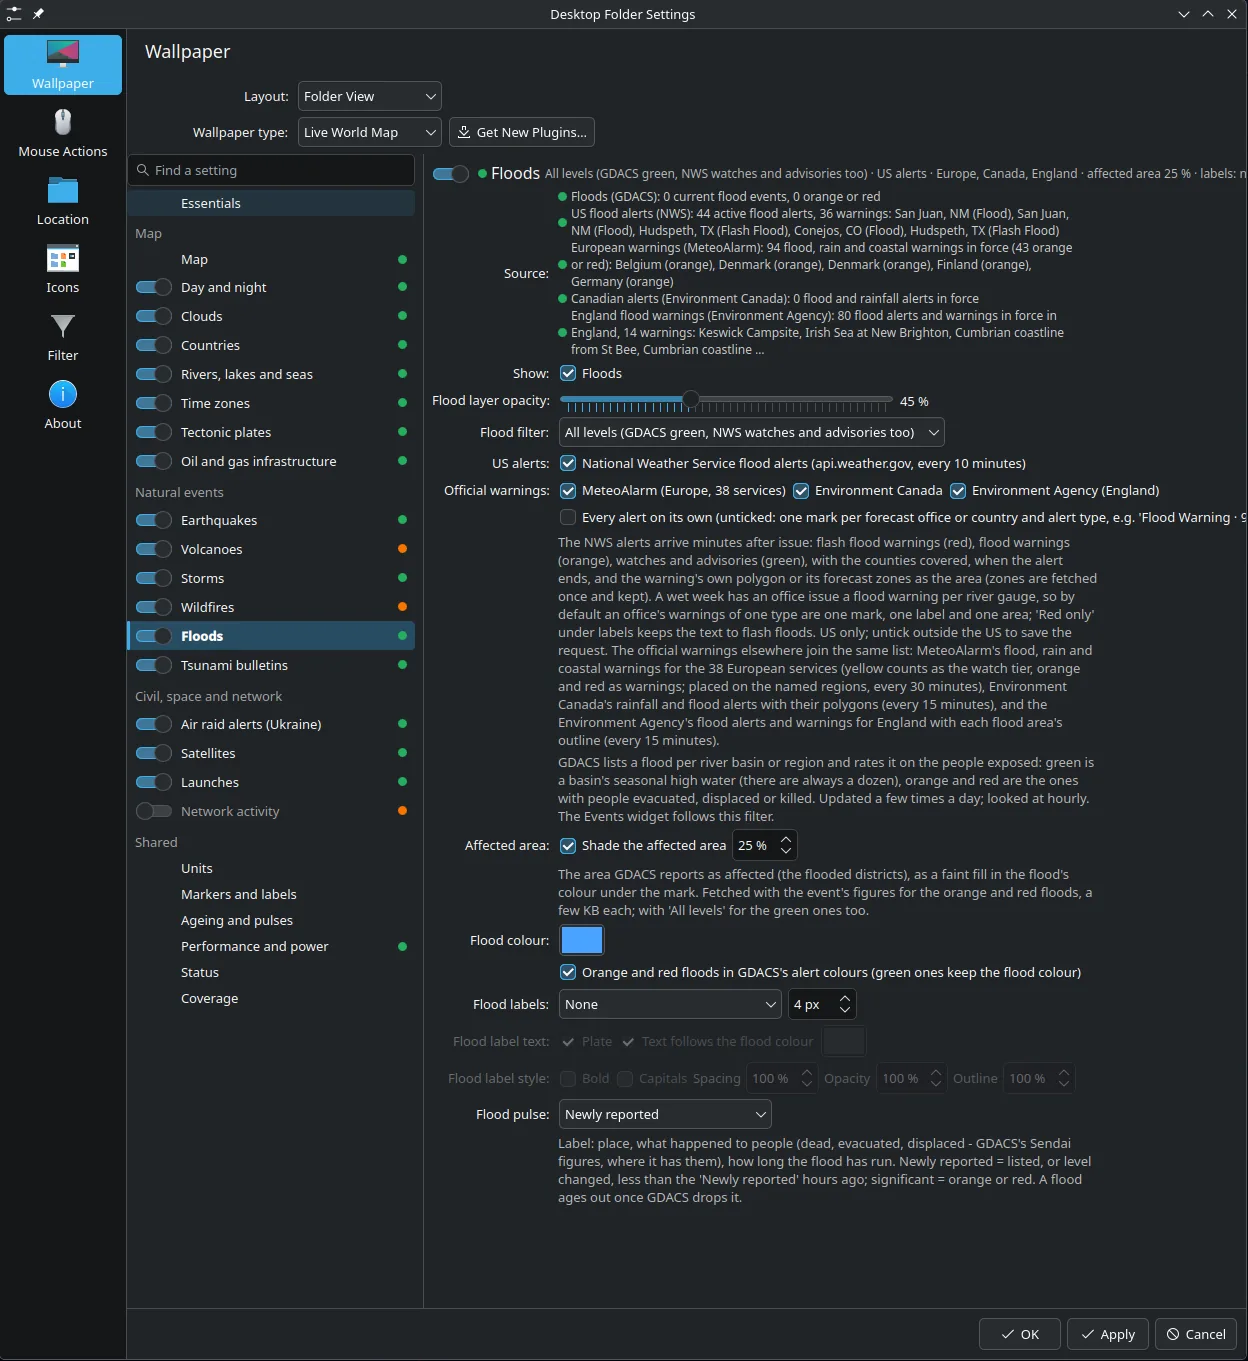 Desktop Folder Settings
Wallpaper
Mouse Actions
Location
Icons
Filter
About
Wallpaper
Layout: Folder View
Wallpaper type: Live World Map Get New Plugins...
Find a setting
Essentials
Map
Map
Day and night
Clouds
Countries
Rivers, lakes and seas
Time zones
Tectonic plates
Oil and gas infrastructure
Natural events
Earthquakes
Volcanoes
Storms
Wildfires
Floods
Tsunami bulletins
Civil, space and network
Air raid alerts (Ukraine)
Satellites
Launches
Network activity
Shared
Units
Markers and labels
Ageing and pulses
Performance and power
Status
Coverage
Floods All levels (GDACS green, NWS watches and advisories too) · US alerts · Europe, Canada, England · affected area 25 % · labels: n
Source:
Floods (GDACS): 0 current flood events, 0 orange or red
US flood alerts (NWS): 44 active flood alerts, 36 warnings: San Juan, NM (Flood), San Juan,
NM (Flood), Hudspeth, TX (Flash Flood), Conejos, CO (Flood), Hudspeth, TX (Flash Flood)
European warnings (MeteoAlarm): 94 flood, rain and coastal warnings in force (43 orange
or red): Belgium (orange), Denmark (orange), Denmark (orange), Finland (orange),
Germany (orange)
Canadian alerts (Environment Canada): 0 flood and rainfall alerts in force
England flood warnings (Environment Agency): 80 flood alerts and warnings in force in
England, 14 warnings: Keswick Campsite, Irish Sea at New Brighton, Cumbrian coastline
from St Bee, Cumbrian coastline ...
Show: Floods
Flood layer opacity: 45 %
Flood filter: All levels (GDACS green, NWS watches and advisories too)
US alerts: National Weather Service flood alerts (api.weather.gov, every 10 minutes)
Official warnings: MeteoAlarm (Europe, 38 services) Environment Canada Environment Agency (England)
Every alert on its own (unticked: one mark per forecast office or country and alert type, e.g. 'Flood Warning · 9
The NWS alerts arrive minutes after issue: flash flood warnings (red), flood warnings
(orange), watches and advisories (green), with the counties covered, when the alert
ends, and the warning's own polygon or its forecast zones as the area (zones are fetched
once and kept). A wet week has an office issue a flood warning per river gauge, so by
default an office's warnings of one type are one mark, one label and one area; 'Red only'
under labels keeps the text to flash floods. US only; untick outside the US to save the
request. The official warnings elsewhere join the same list: MeteoAlarm's flood, rain and
coastal warnings for the 38 European services (yellow counts as the watch tier, orange
and red as warnings; placed on the named regions, every 30 minutes), Environment
Canada's rainfall and flood alerts with their polygons (every 15 minutes), and the
Environment Agency's flood alerts and warnings for England with each flood area's
outline (every 15 minutes).
GDACS lists a flood per river basin or region and rates it on the people exposed: green is
a basin's seasonal high water (there are always a dozen), orange and red are the ones
with people evacuated, displaced or killed. Updated a few times a day; looked at hourly.
The Events widget follows this filter.
Affected area: Shade the affected area 25 %
The area GDACS reports as affected (the flooded districts), as a faint fill in the flood's
colour under the mark. Fetched with the event's figures for the orange and red floods, a
few KB each; with 'All levels' for the green ones too.
Flood colour:
Orange and red floods in GDACS's alert colours (green ones keep the flood colour)
Flood labels: None 4 px
Flood label text: Plate Text follows the flood colour
Flood label style: Bold Capitals Spacing 100 % Opacity 100 % Outline 100 %
Flood pulse: Newly reported
Label: place, what happened to people (dead, evacuated, displaced - GDACS's Sendai
figures, where it has them), how long the flood has run. Newly reported = listed, or level
changed, less than the 'Newly reported' hours ago; significant = orange or red. A flood
ages out once GDACS drops it.
OK Apply Cancel